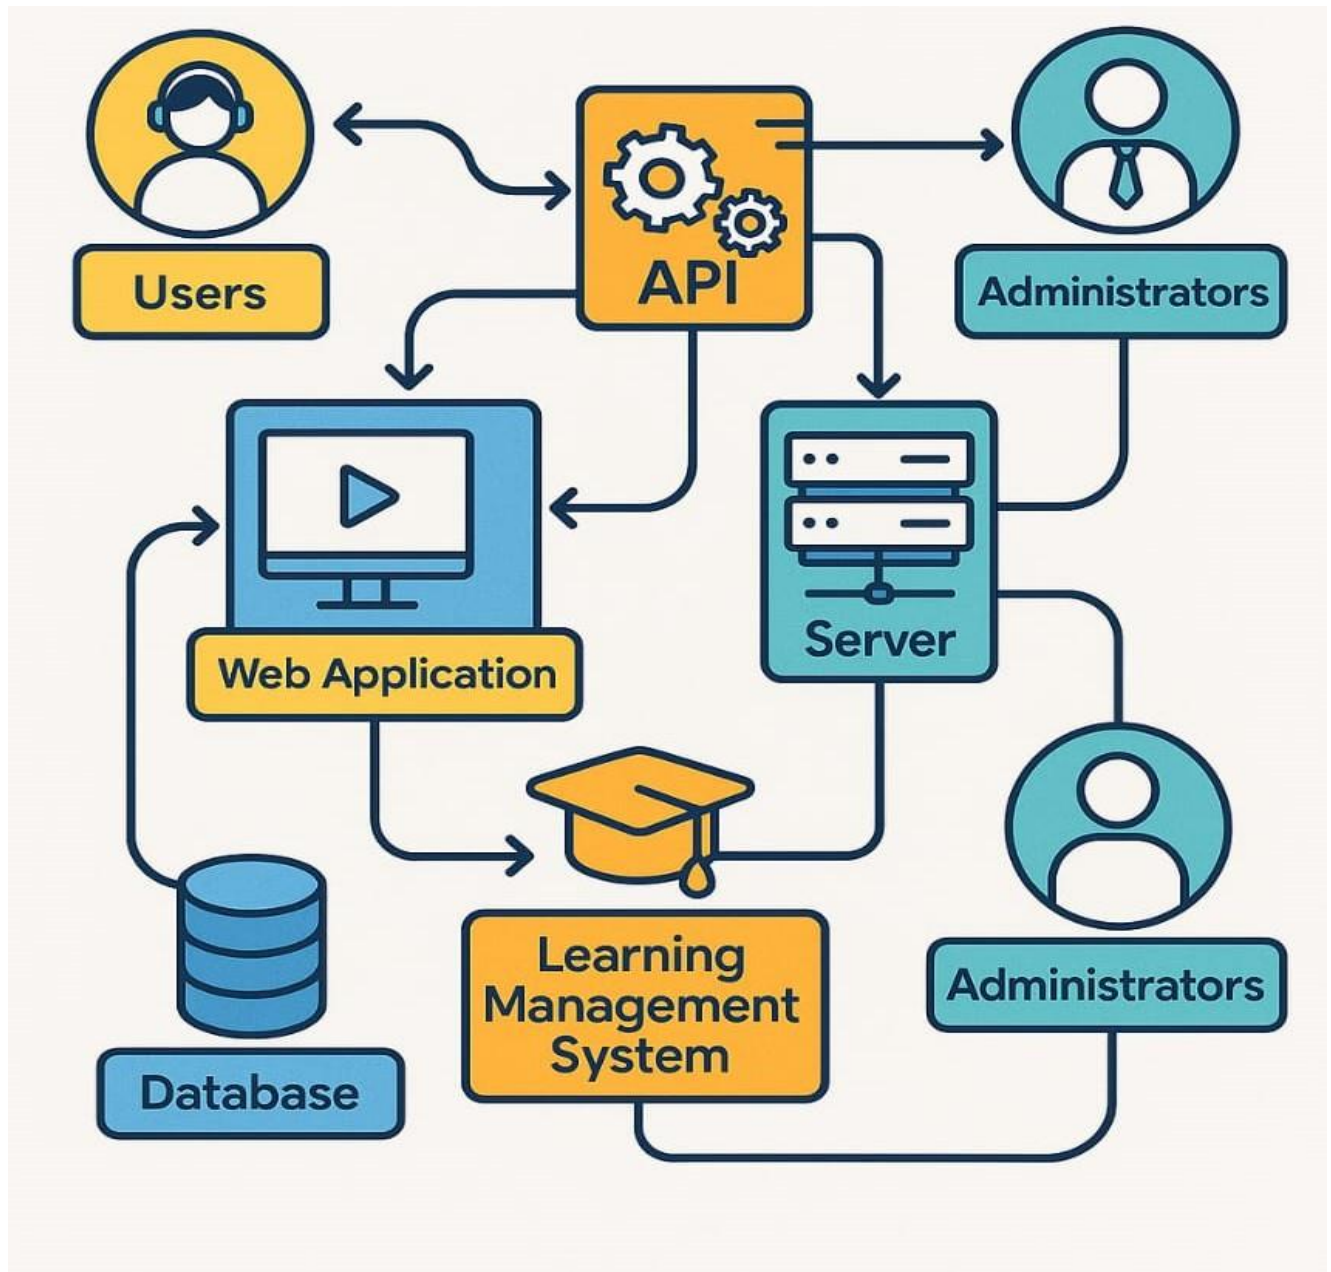 Users
API
Administrators
Web Application
Server
Learning
Management
System
Administrators
Database